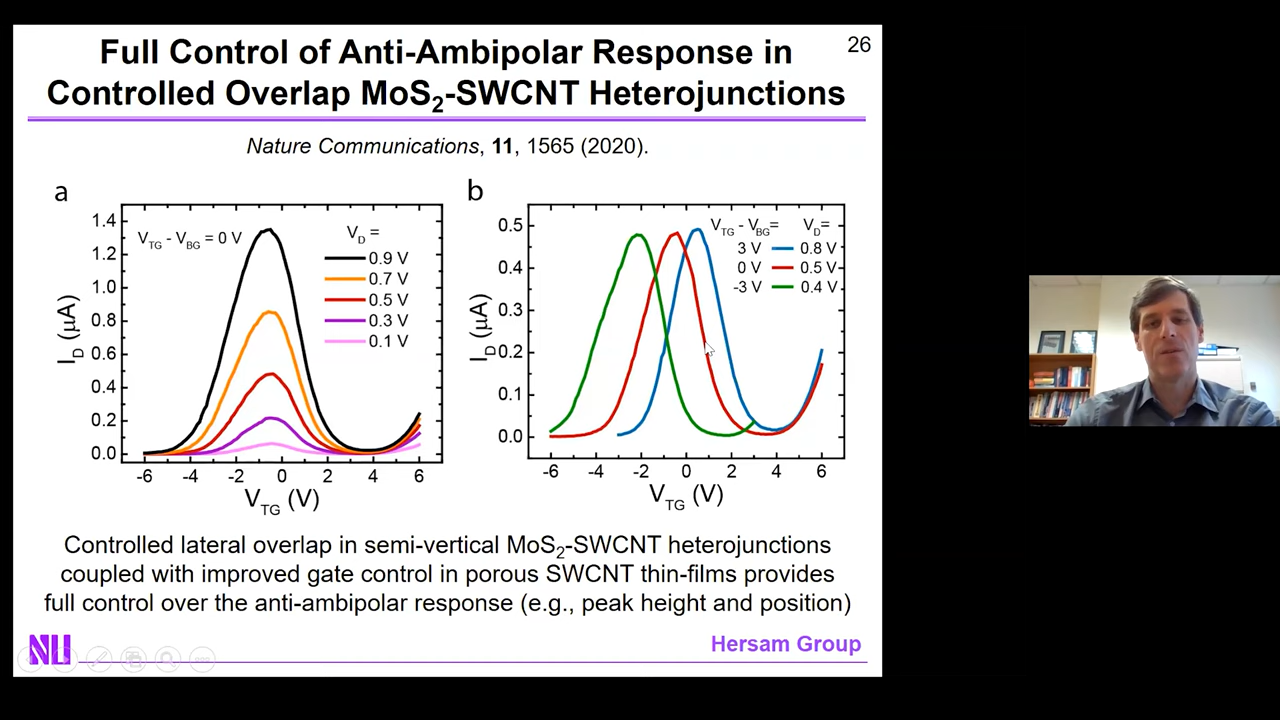 Full Control of Anti-Ambipolar Response in
26
Controlled Overlap MoS2-SWCNT Heterojunctions
Nature Communications, 11, 1565 (2020).
a
VTG - VBG = 0 V
VD =
0.9 V
0.7 V
0.5 V
0.3 V
0.1 V
1.4
1.2
1.0
0.8
0.6
0.4
0.2
0.0
ID (μA)
-6 -4 -2 0 2 4 6
VTG (V)
b
VTG - VBG= VD=
3 V 0.8 V
0 V 0.5 V
-3 V 0.4 V
0.5
0.4
0.3
0.2
0.1
0.0
ID (μA)
-6 -4 -2 0 2 4 6
VTG (V)
Controlled lateral overlap in semi-vertical MoS2-SWCNT heterojunctions
coupled with improved gate control in porous SWCNT thin-films provides
full control over the anti-ambipolar response (e.g., peak height and position)
NU
Hersam Group